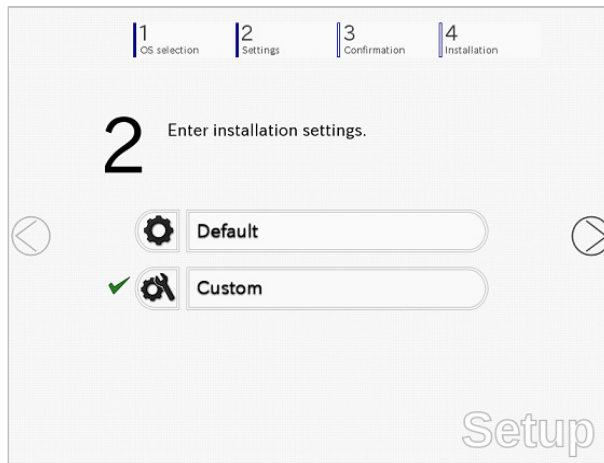 1
OS selection
2
Settings
3
Confirmation
4
Installation
2
Enter installation settings.
Default
Custom
Setup